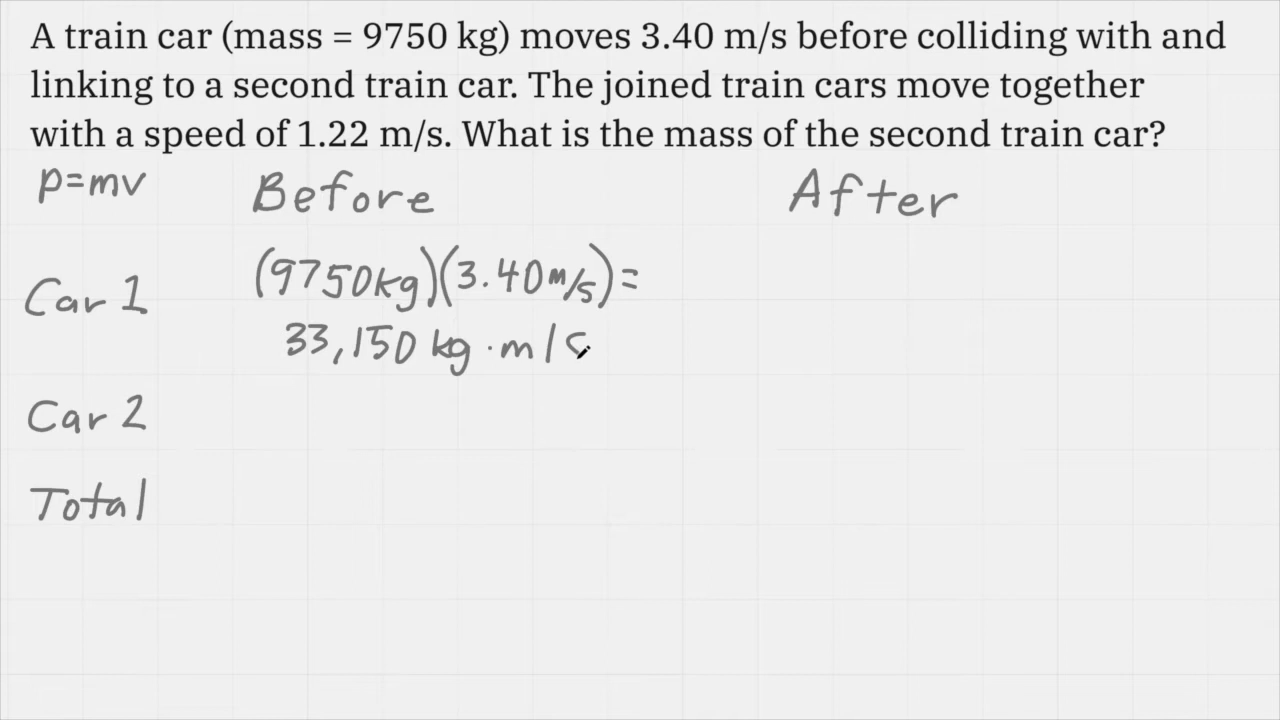 A train car (mass = 9750 kg) moves 3.40 m/s before colliding with and
linking to a second train car. The joined train cars move together
with a speed of 1.22 m/s. What is the mass of the second train car?
p=mv Before After
Car 1 (9750kg)(3.40m/s)=
33,150 kg·m/s
Car 2
Total